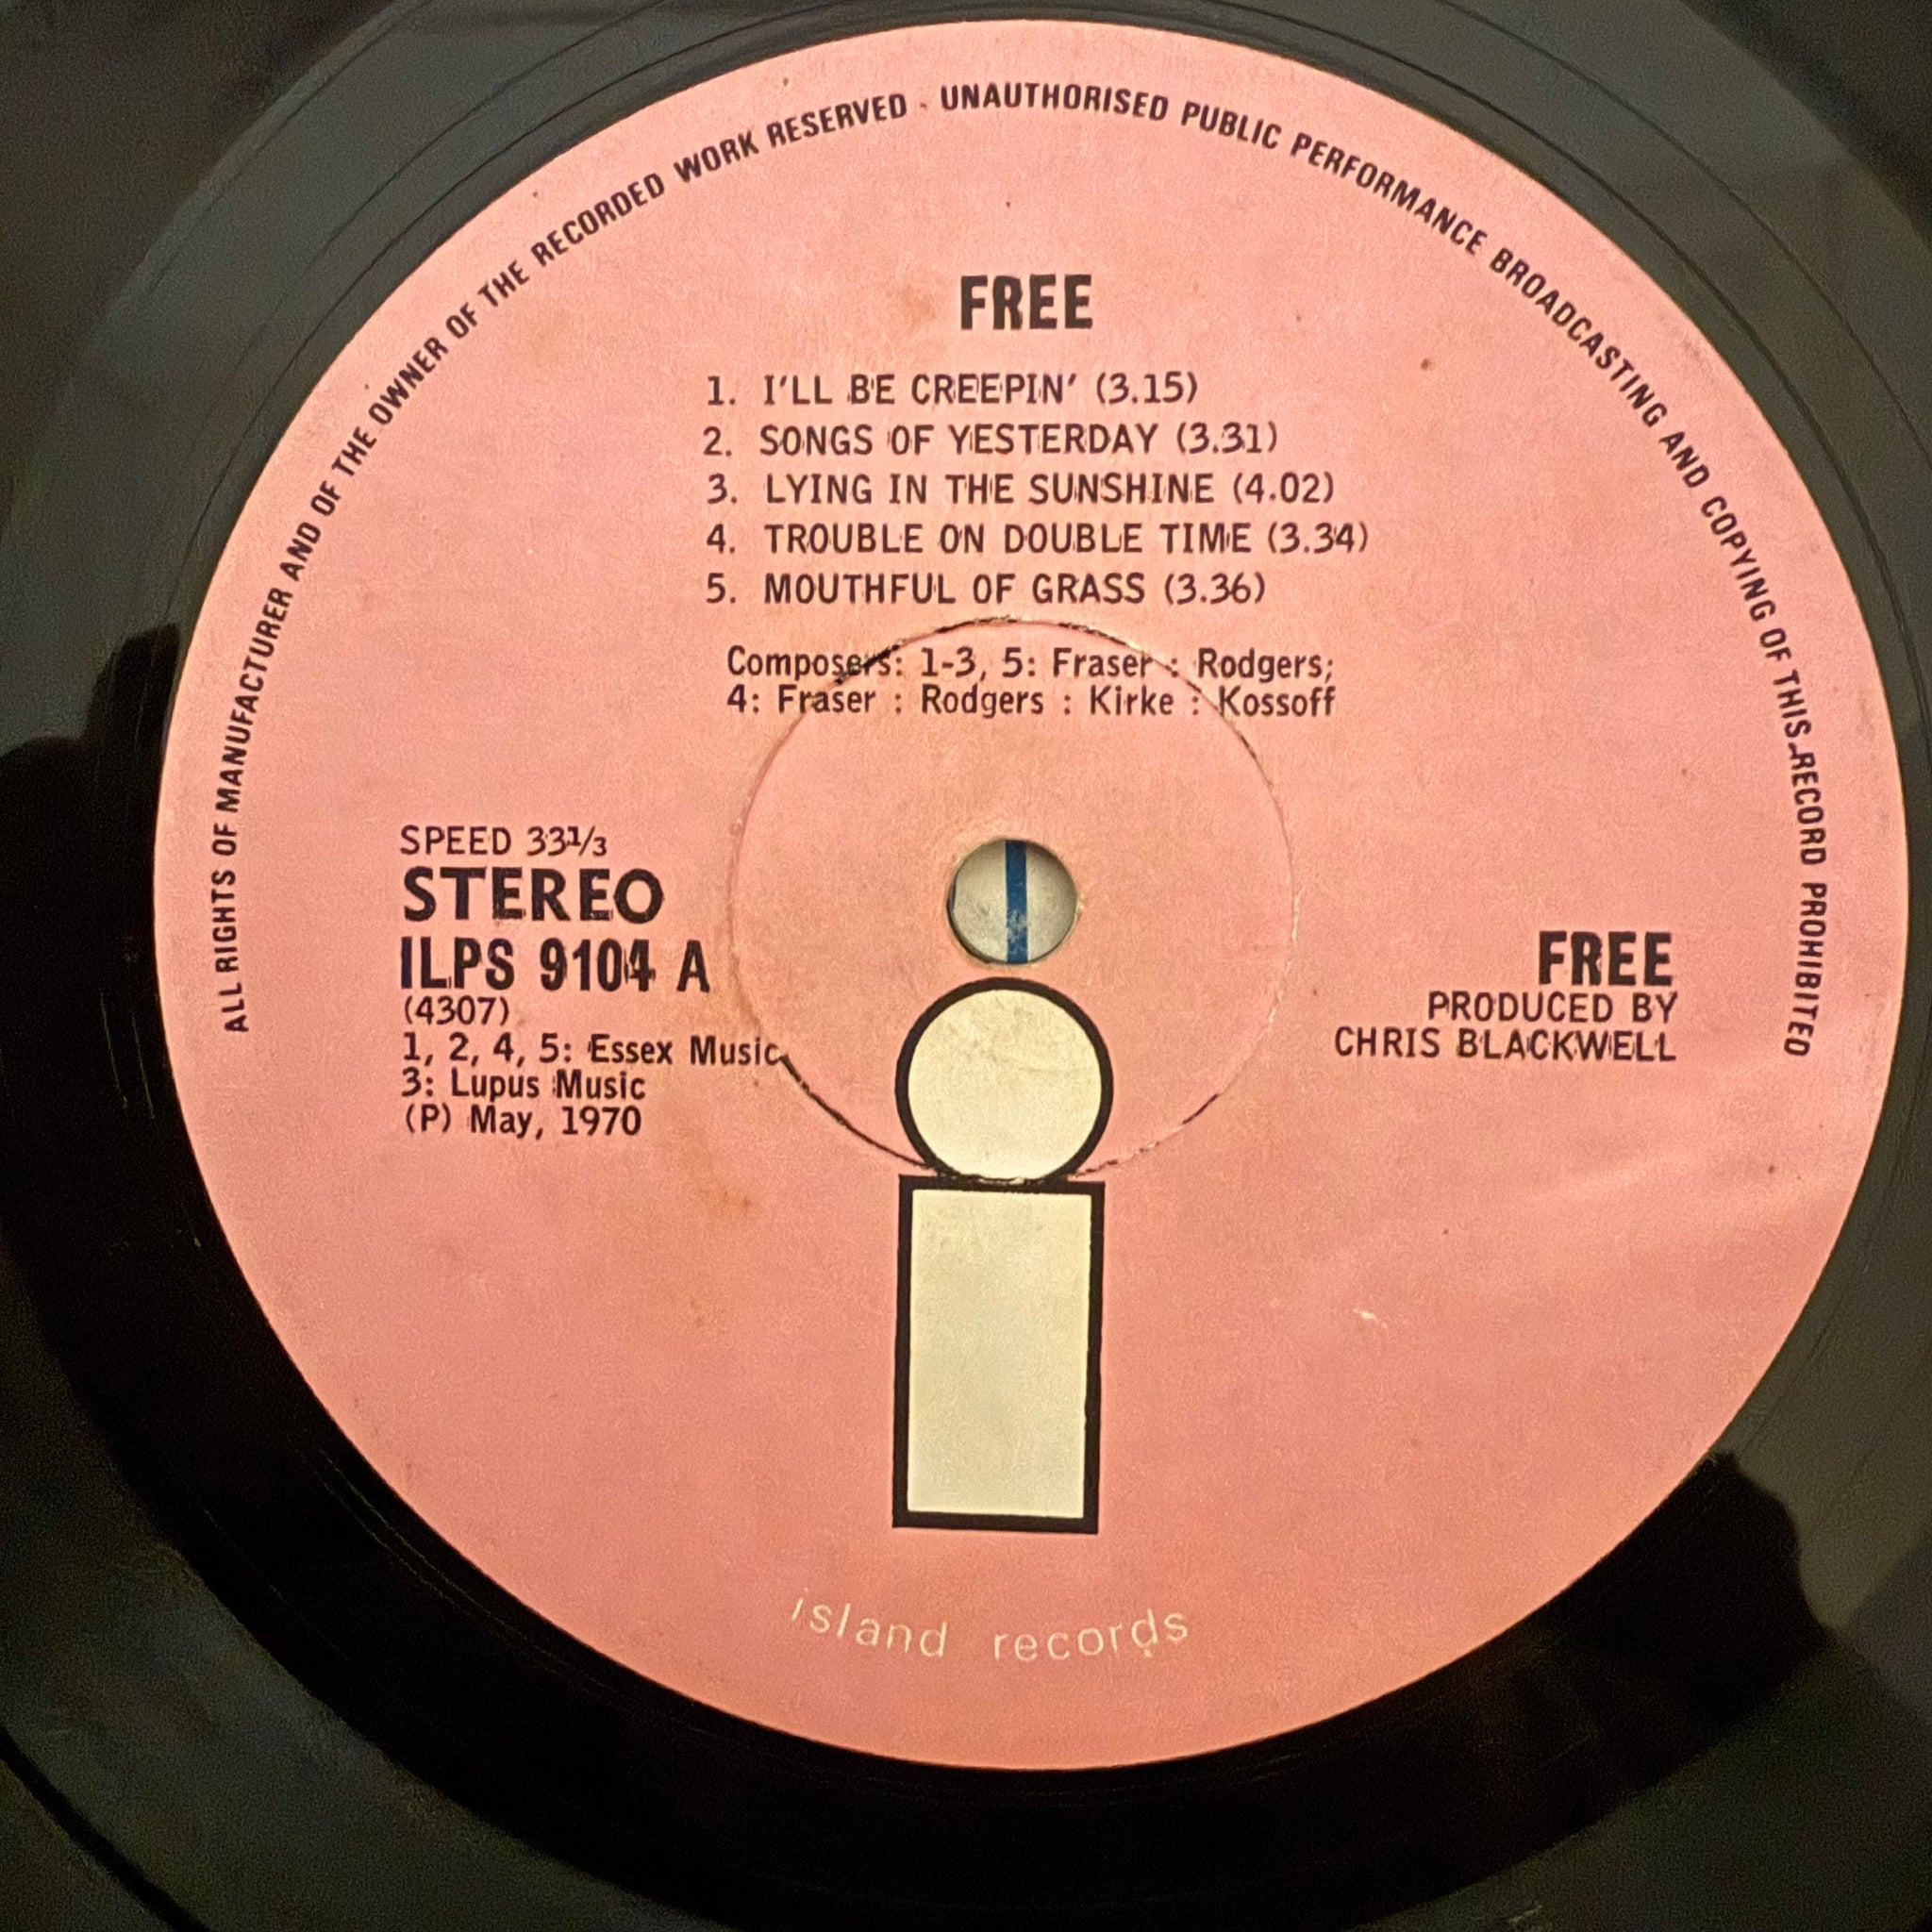 ALL RIGHTS OF MANUFACTURER AND OF THE OWNER OF THE RECORDED WORK RESERVED - UNAUTHORISED PUBLIC PERFORMANCE BROADCASTING AND COPYING OF THIS RECORD PROHIBITED
FREE
1. I'LL BE CREEPIN' (3.15)
2. SONGS OF YESTERDAY (3.31)
3. LYING IN THE SUNSHINE (4.02)
4. TROUBLE ON DOUBLE TIME (3.34)
5. MOUTHFUL OF GRASS (3.36)
Composers: 1-3, 5: Fraser : Rodgers;
4: Fraser : Rodgers : Kirke : Kossoff
SPEED 33⅓
STEREO
ILPS 9104 A
(4307)
1, 2, 4, 5: Essex Music
3: Lupus Music
(P) May, 1970
FREE
PRODUCED BY
CHRIS BLACKWELL
island records